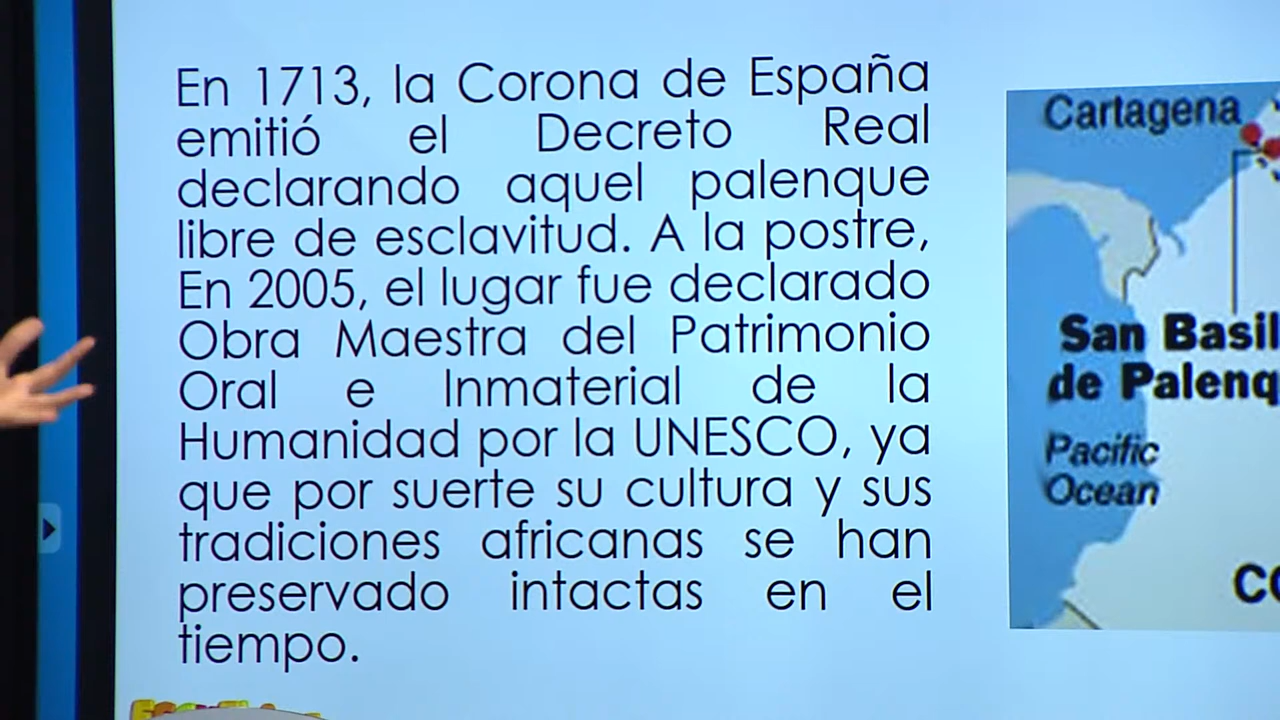 En 1713, la Corona de España
emitió el Decreto Real
declarando aquel palenque
libre de esclavitud. A la postre,
En 2005, el lugar fue declarado
Obra Maestra del Patrimonio
Oral e Inmaterial de la
Humanidad por la UNESCO, ya
que por suerte su cultura y sus
tradiciones africanas se han
preservado intactas en el
tiempo.
Cartagena
San Basil
de Palenq
Pacific
Ocean
CO